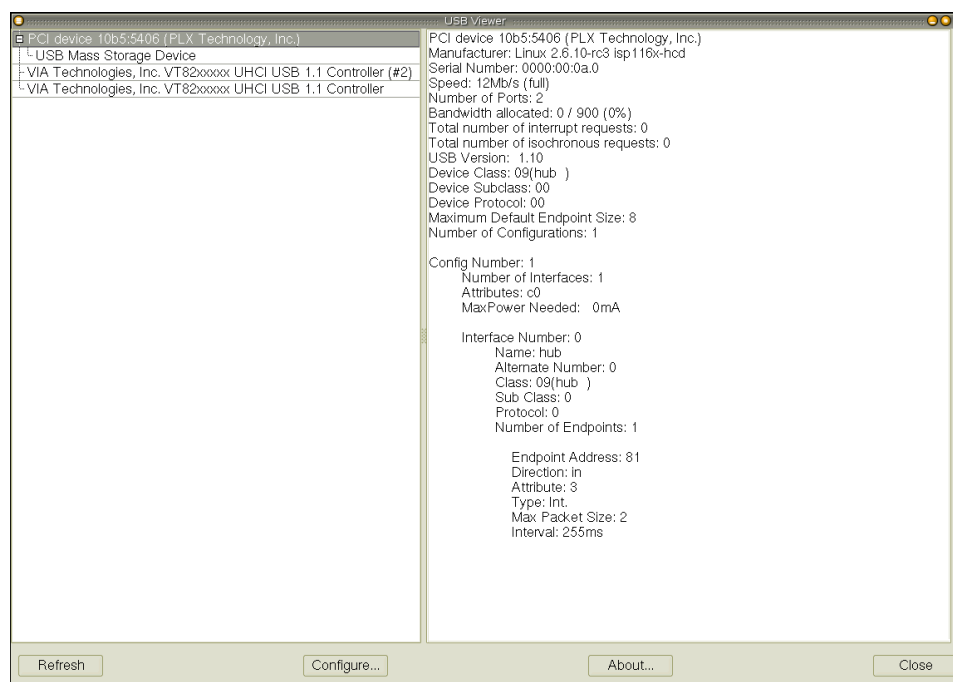 USB Viewer
PCI device 10b5:5406 (PLX Technology, Inc.)
USB Mass Storage Device
VIA Technologies, Inc. VT82xxxxx UHCI USB 1.1 Controller (#2)
VIA Technologies, Inc. VT82xxxxx UHCI USB 1.1 Controller
PCI device 10b5:5406 (PLX Technology, Inc.)
Manufacturer: Linux 2.6.10-rc3 isp116x-hcd
Serial Number: 0000:00:0a.0
Speed: 12Mb/s (full)
Number of Ports: 2
Bandwidth allocated: 0 / 900 (0%)
Total number of interrupt requests: 0
Total number of isochronous requests: 0
USB Version:  1.10
Device Class: 09(hub  )
Device Subclass: 00
Device Protocol: 00
Maximum Default Endpoint Size: 8
Number of Configurations: 1
Config Number: 1
Number of Interfaces: 1
Attributes: c0
MaxPower Needed:   0mA
Interface Number: 0
Name: hub
Alternate Number: 0
Class: 09(hub  )
Sub Class: 0
Protocol: 0
Number of Endpoints: 1
Endpoint Address: 81
Direction: in
Attribute: 3
Type: Int.
Max Packet Size: 2
Interval: 255ms
Refresh
Configure...
About...
Close